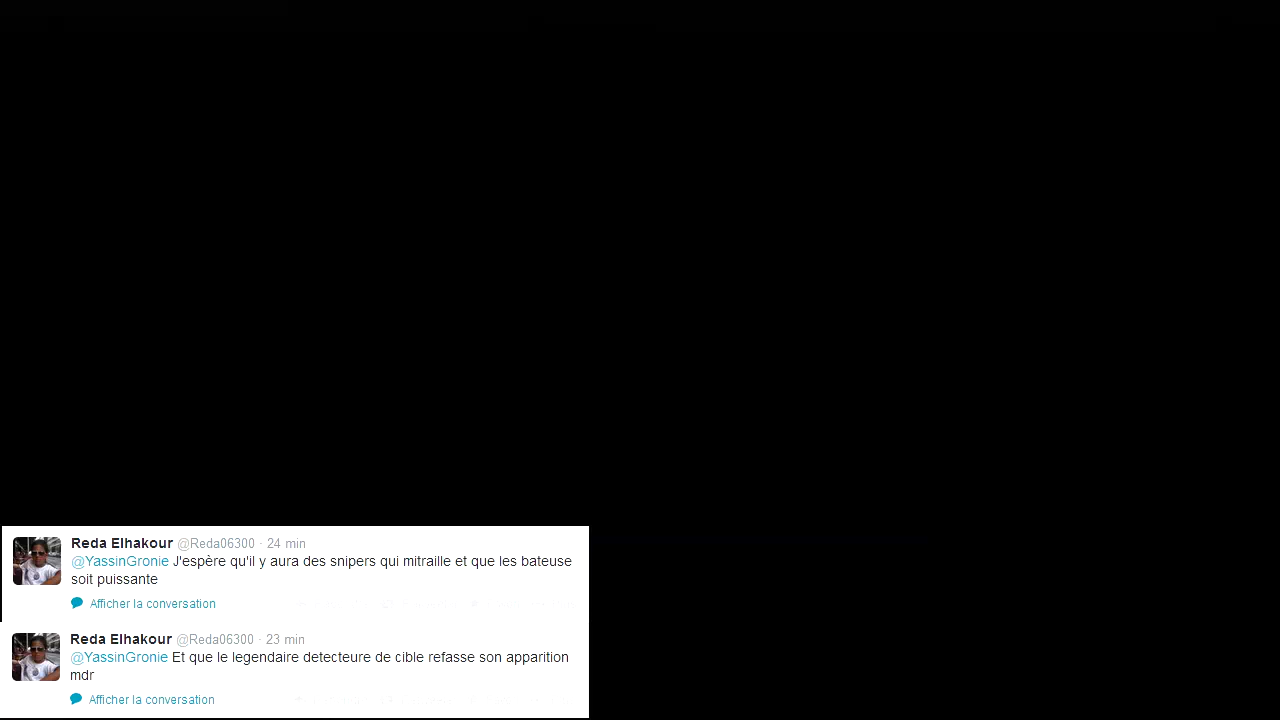 Reda Elhakour @Reda06300 · 24 min
@YassinGronie J'espère qu'il y aura des snipers qui mitraille et que les bateuse
soit puissante
Afficher la conversation
Reda Elhakour @Reda06300 · 23 min
@YassinGronie Et que le legendaire detecteure de cible refasse son apparition
mdr
Afficher la conversation